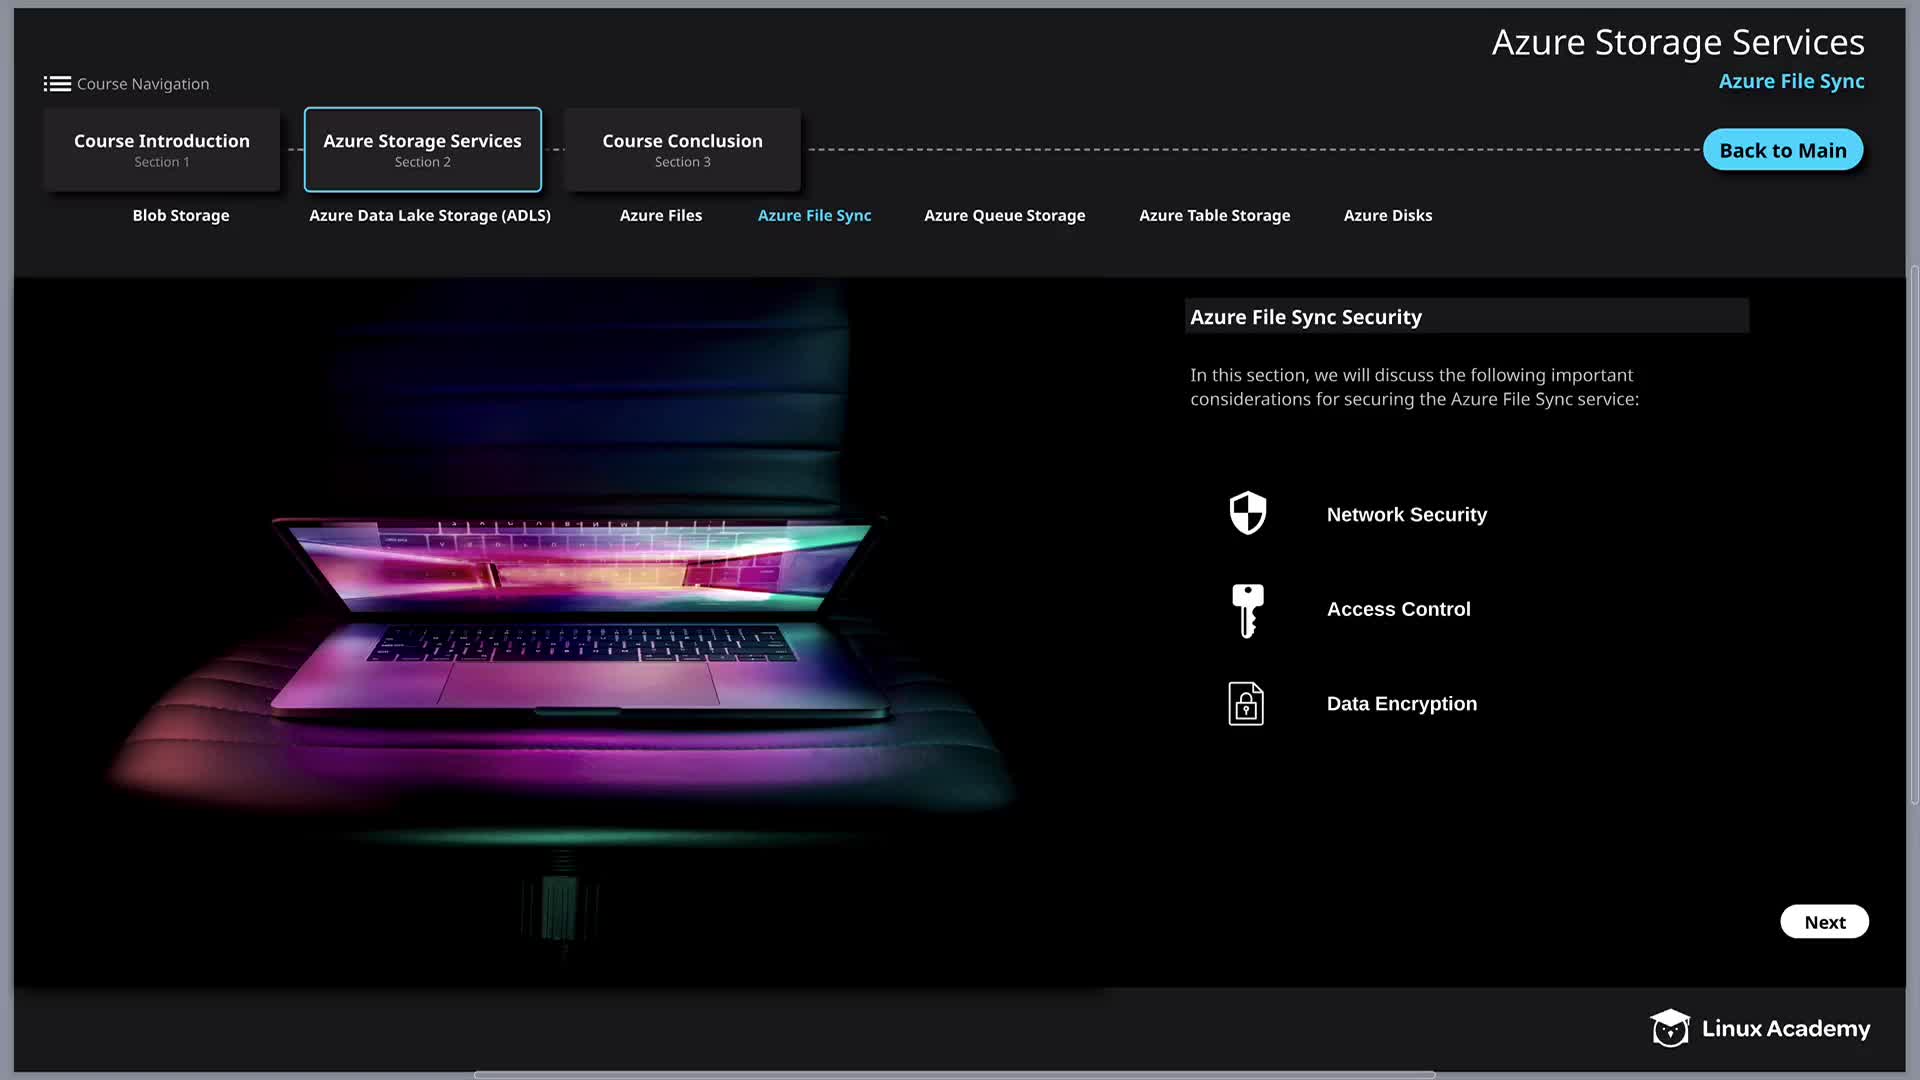 Azure Storage Services
Azure File Sync
Course Navigation
Course Introduction
Section 1
Azure Storage Services
Section 2
Course Conclusion
Section 3
Back to Main
Blob Storage
Azure Data Lake Storage (ADLS)
Azure Files
Azure File Sync
Azure Queue Storage
Azure Table Storage
Azure Disks
Azure File Sync Security
In this section, we will discuss the following important
considerations for securing the Azure File Sync service:
Network Security
Access Control
Data Encryption
Next
Linux Academy